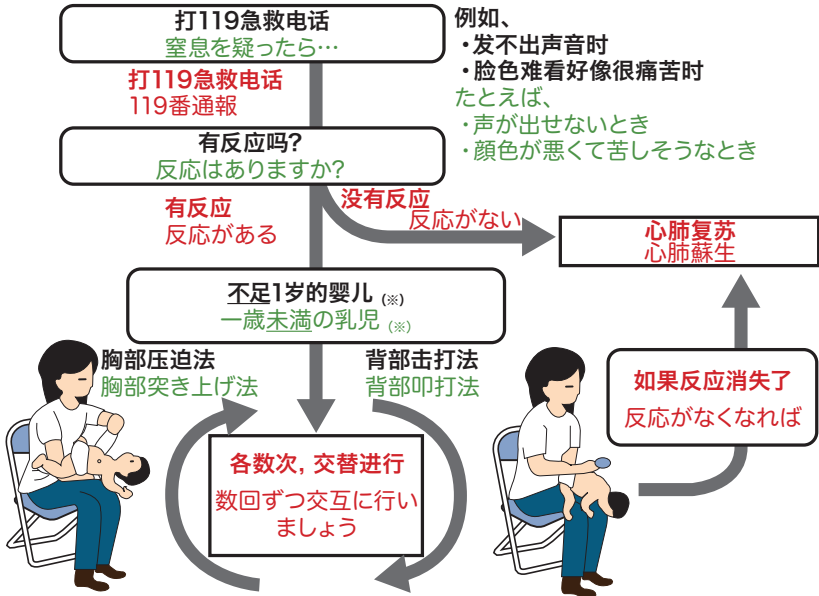 打119急救电话
窒息を疑ったら…
例如、
・发不出声音时
・脸色难看好像很痛苦时
たとえば、
・声が出せないとき
・顔色が悪くて苦しそうなとき
打119急救电话
119番通報
有反应吗?
反応はありますか?
有反应
反応がある
没有反应
反応がない
心肺复苏
心肺蘇生
不足1岁的婴儿 (※)
一歳未満の乳児 (※)
胸部压迫法
胸部突き上げ法
背部击打法
背部叩打法
各数次, 交替进行
数回ずつ交互に行い
ましょう
如果反应消失了
反応がなくなれば